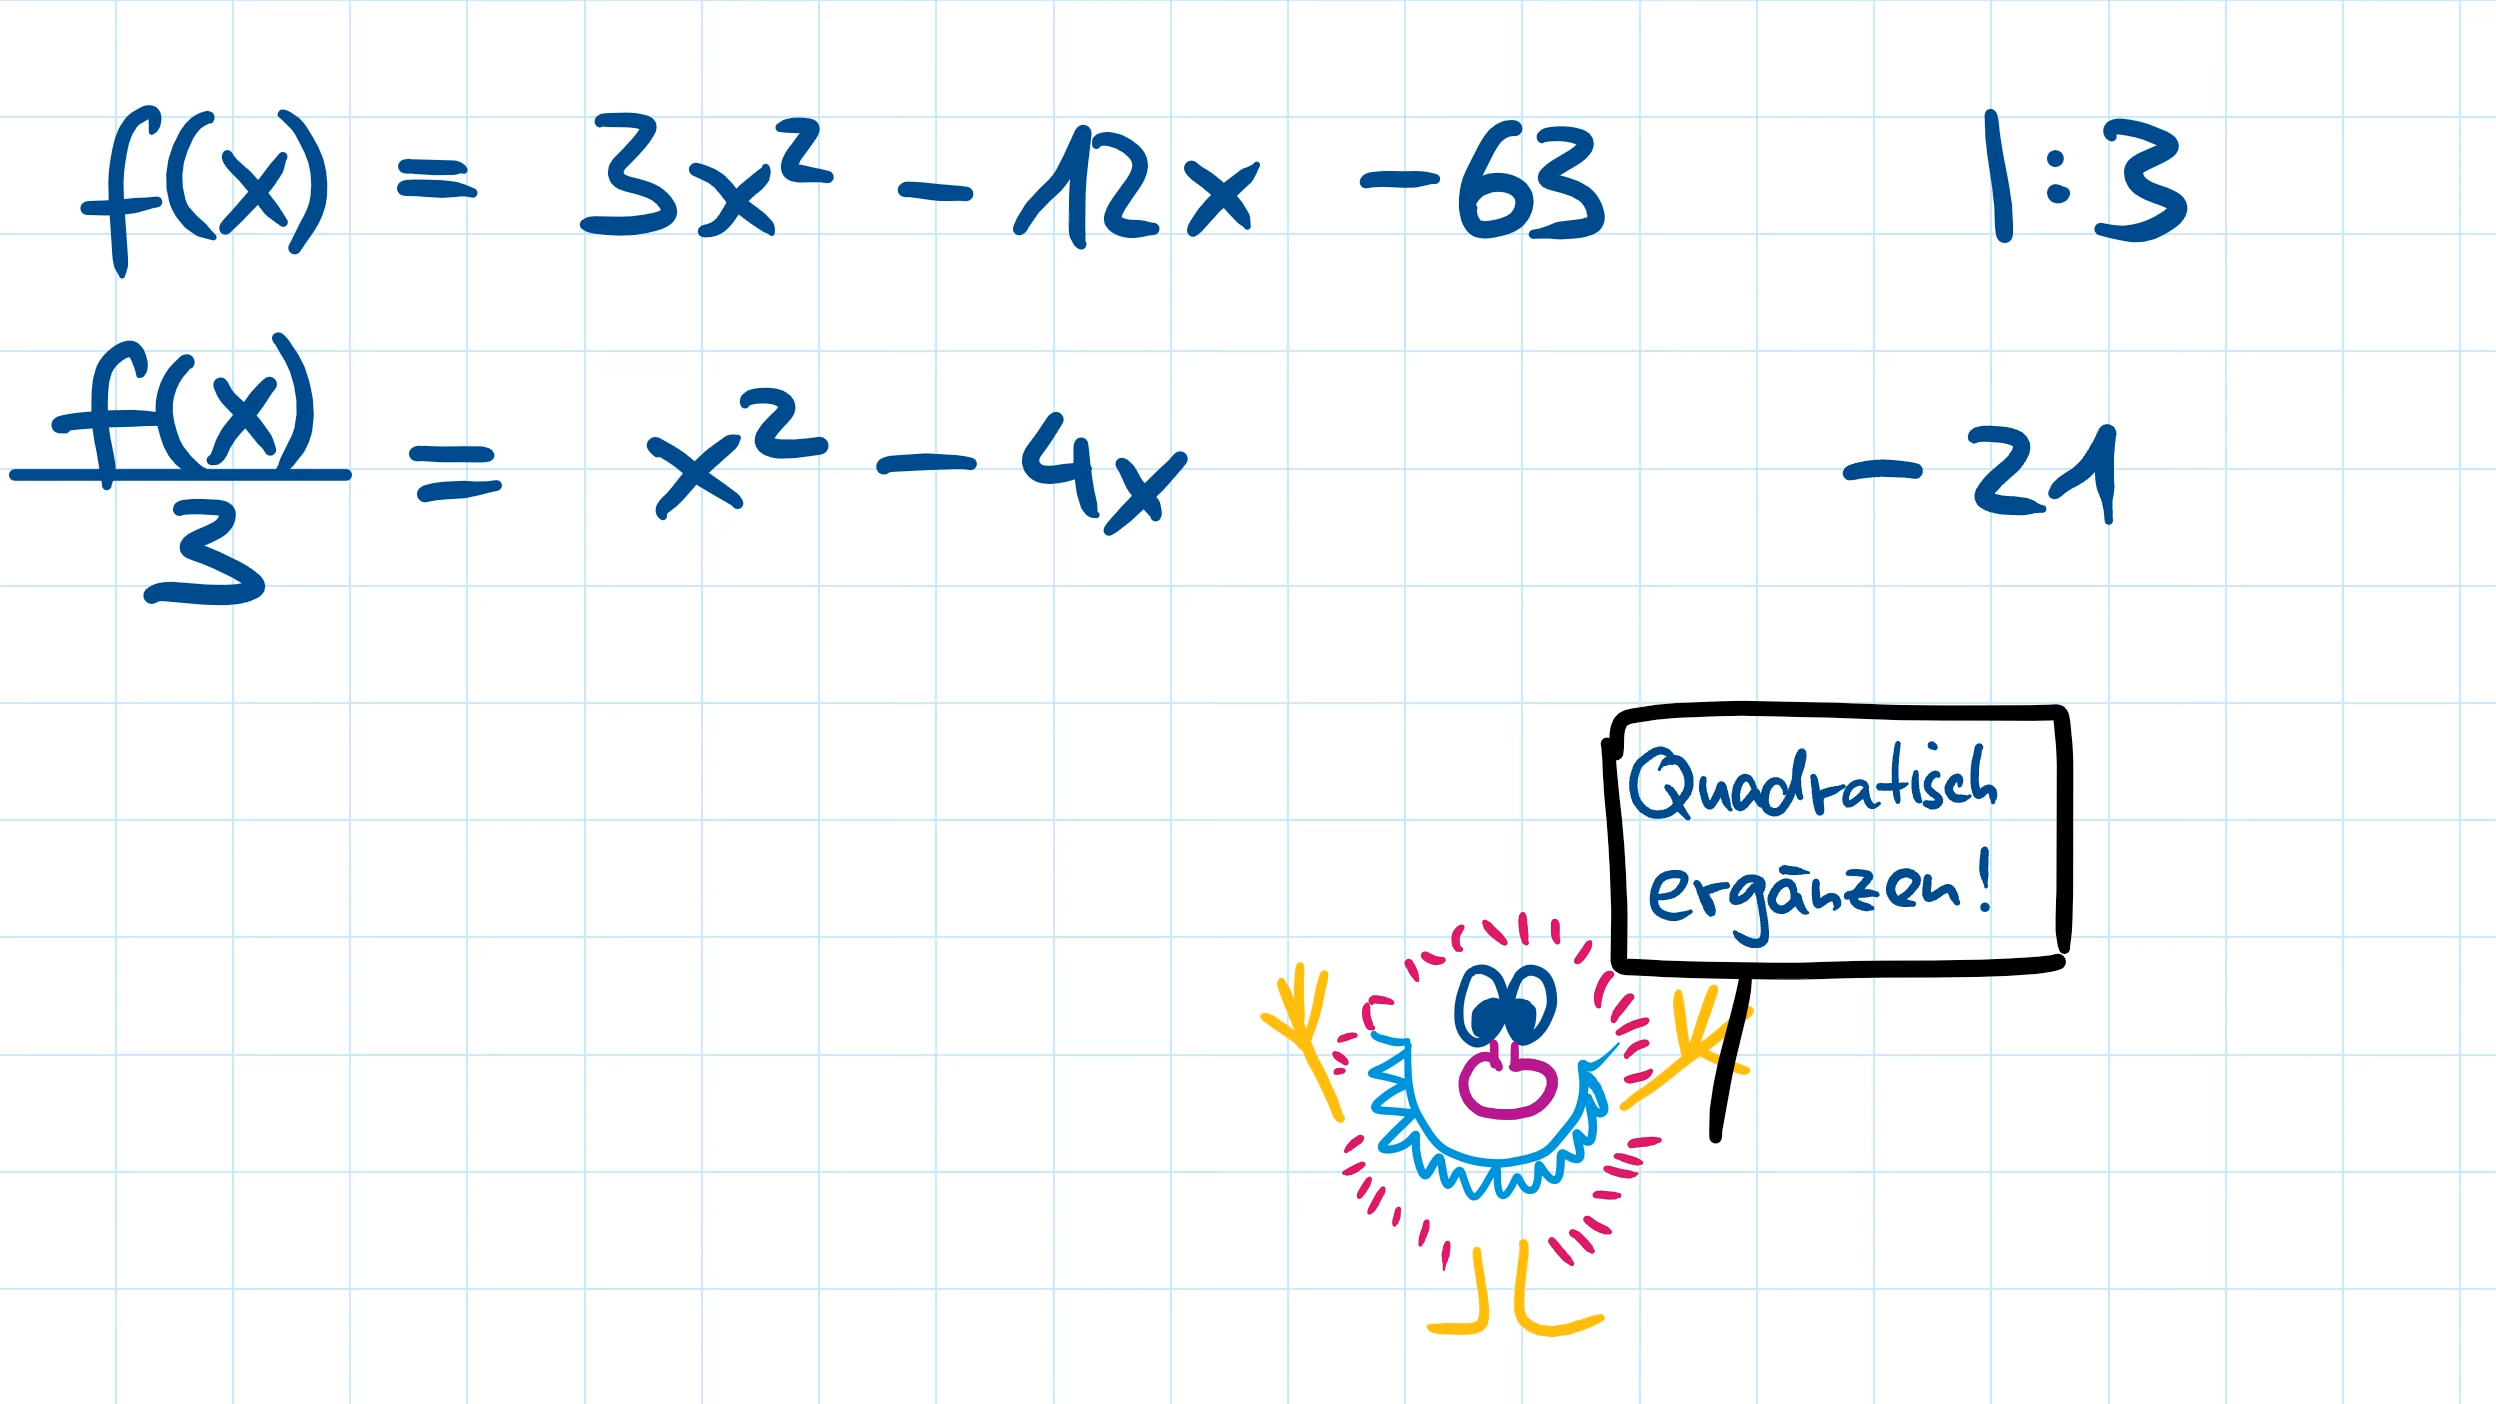 f(x) = 3x² - 12x - 63 | : 3
f(x)/3 = x² - 4x - 21
Quadratisch
ergänzen!